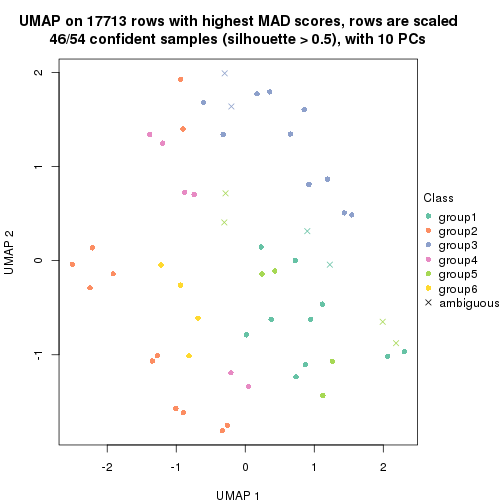 UMAP on 17713 rows with highest MAD scores, rows are scaled
46/54 confident samples (silhouette > 0.5), with 10 PCs
2
1
0
-1
UMAP 2
-2
-1
0
1
2
UMAP 1
Class
group1
group2
group3
group4
group5
group6
ambiguous